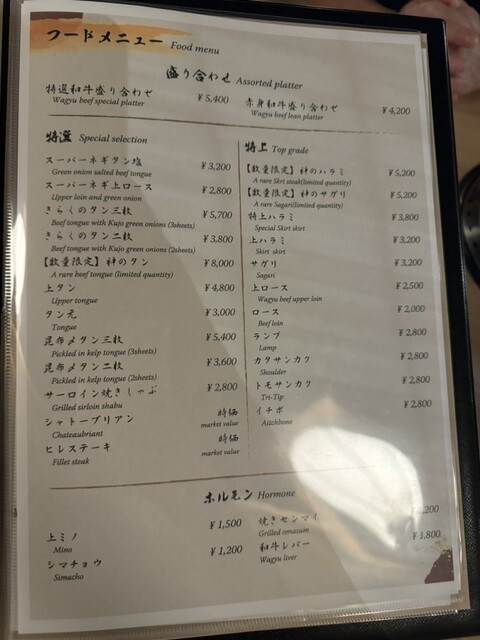 フードメニュー Food menu
盛り合わせ Assorted platter
特選和牛盛り合わせ ¥5,400
Wagyu beef special platter
赤身和牛盛り合わせ ¥4,200
Wagyu beef lean platter
特選 Special selection
スーパーネギタン塩 ¥3,200
Green onion salted beef tongue
スーパーネギ上ロース ¥2,800
Upper loin and green onion
きらくのタン三枚 ¥5,700
Beef tongue with Kujo green onions (3sheets)
きらくのタン二枚 ¥3,800
Beef tongue with Kujo green onions (2sheets)
【数量限定】神のタン ¥8,000
A rare beef tongue (limited quantity)
上タン ¥4,800
Upper tongue
タン元 ¥3,000
Tongue
昆布〆タン三枚 ¥5,400
Pickled in kelp tongue (3sheets)
昆布〆タン二枚 ¥3,600
Pickled in kelp tongue (2sheets)
サーロイン焼きしゃぶ ¥2,800
Grilled sirloin shabu
シャトーブリアン 時価
Chateaubriant market value
ヒレステーキ 時価
Fillet steak market value
特上 Top grade
【数量限定】神のハラミ ¥5,200
A rare Skrt steak(limited quantity)
【数量限定】神のサガリ ¥5,200
A rare Sagari(limited quantity)
特上ハラミ ¥3,800
Special Skirt skirt
上ハラミ ¥3,200
Skirt skirt
サガリ ¥3,200
Sagari
上ロース ¥2,500
Wagyu beef upper loin
ロース ¥2,000
Beef loin
ランプ ¥2,800
Lamp
カタサンカク ¥2,800
Shoulder
トモサンカク ¥2,800
Tri-Tip
イチボ ¥2,800
Aitchbone
ホルモン Hormone
上ミノ ¥1,500
Mino
シマチョウ ¥1,200
Simacho
焼きセンマイ
Grilled omasum
和牛レバー ¥1,800
Wagyu liver